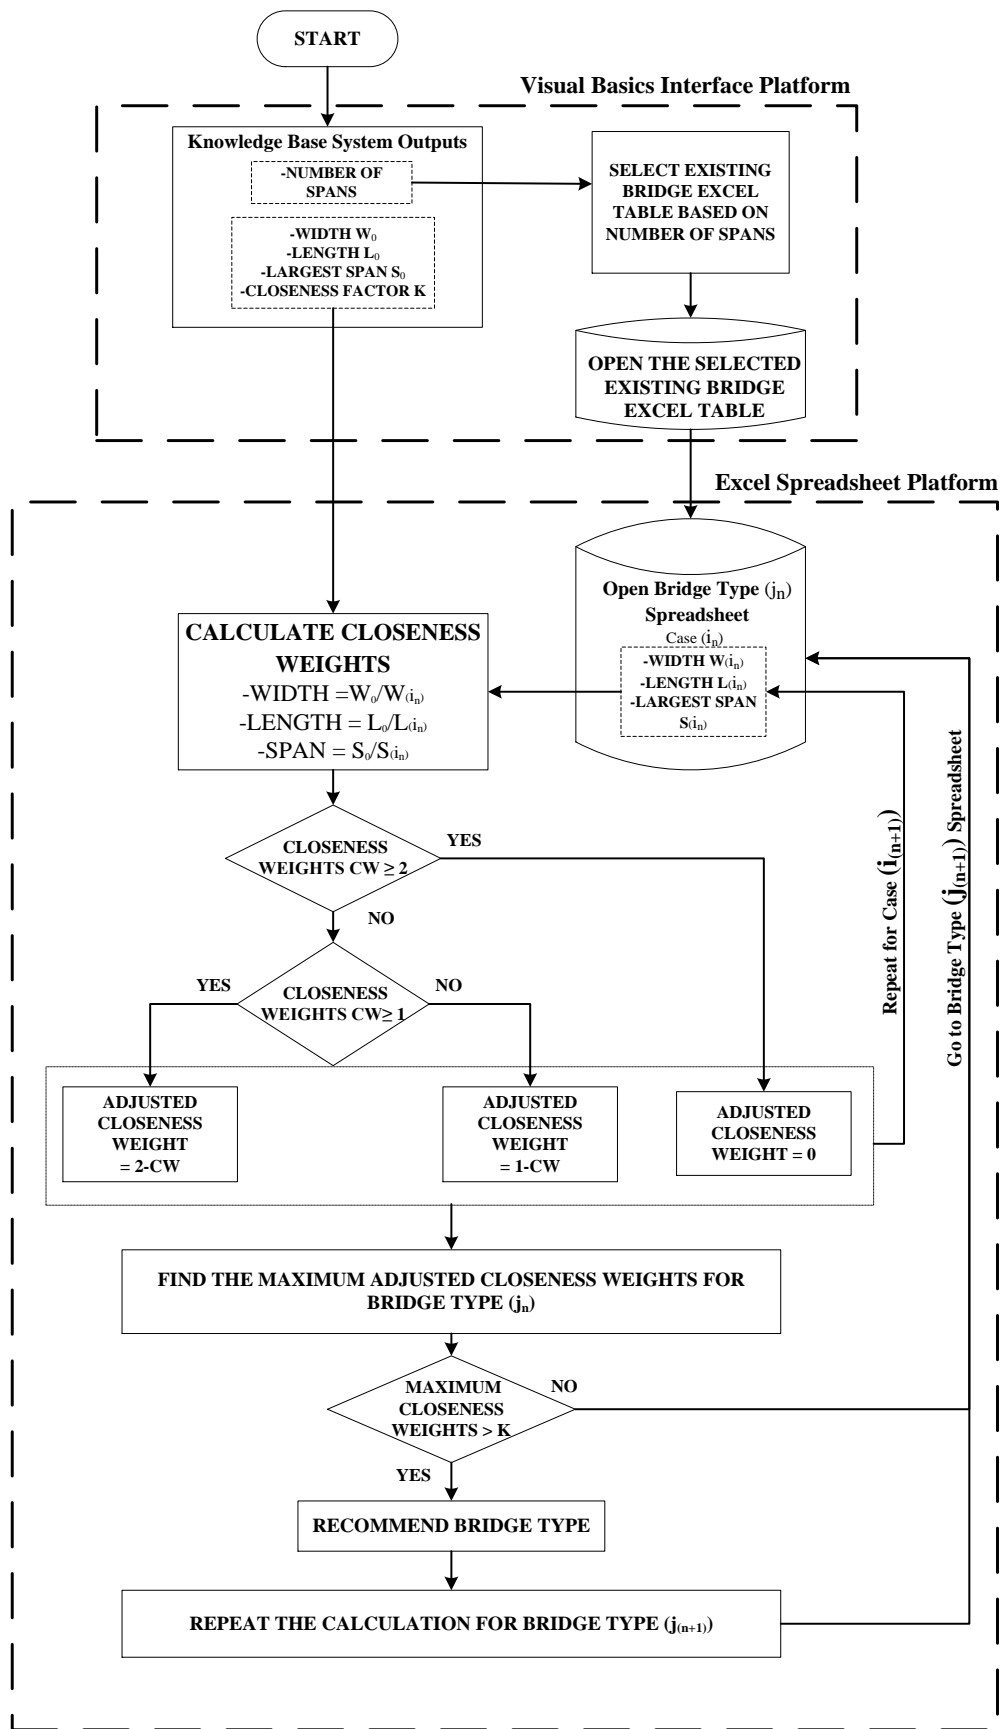 START
Visual Basics Interface Platform
Knowledge Base System Outputs
-NUMBER OF
SPANS
-WIDTH W₀
-LENGTH L₀
-LARGEST SPAN S₀
-CLOSENESS FACTOR K
SELECT EXISTING
BRIDGE EXCEL
TABLE BASED ON
NUMBER OF SPANS
OPEN THE SELECTED
EXISTING BRIDGE
EXCEL TABLE
Excel Spreadsheet Platform
Open Bridge Type (jₙ)
Spreadsheet
Case (iₙ)
-WIDTH W(iₙ)
-LENGTH L(iₙ)
-LARGEST SPAN
S(iₙ)
CALCULATE CLOSENESS
WEIGHTS
-WIDTH =W₀/W(iₙ)
-LENGTH = L₀/L(iₙ)
-SPAN = S₀/S(iₙ)
CLOSENESS
WEIGHTS CW ≥ 2
YES
NO
CLOSENESS
WEIGHTS CW≥ 1
YES
NO
ADJUSTED
CLOSENESS
WEIGHT
= 2-CW
ADJUSTED
CLOSENESS
WEIGHT
= 1-CW
ADJUSTED
CLOSENESS
WEIGHT = 0
Repeat for Case (i₍ₙ₊₁₎)
Go to Bridge Type (j₍ₙ₊₁₎) Spreadsheet
FIND THE MAXIMUM ADJUSTED CLOSENESS WEIGHTS FOR
BRIDGE TYPE (jₙ)
MAXIMUM
CLOSENESS
WEIGHTS > K
NO
YES
RECOMMEND BRIDGE TYPE
REPEAT THE CALCULATION FOR BRIDGE TYPE (j₍ₙ₊₁₎)